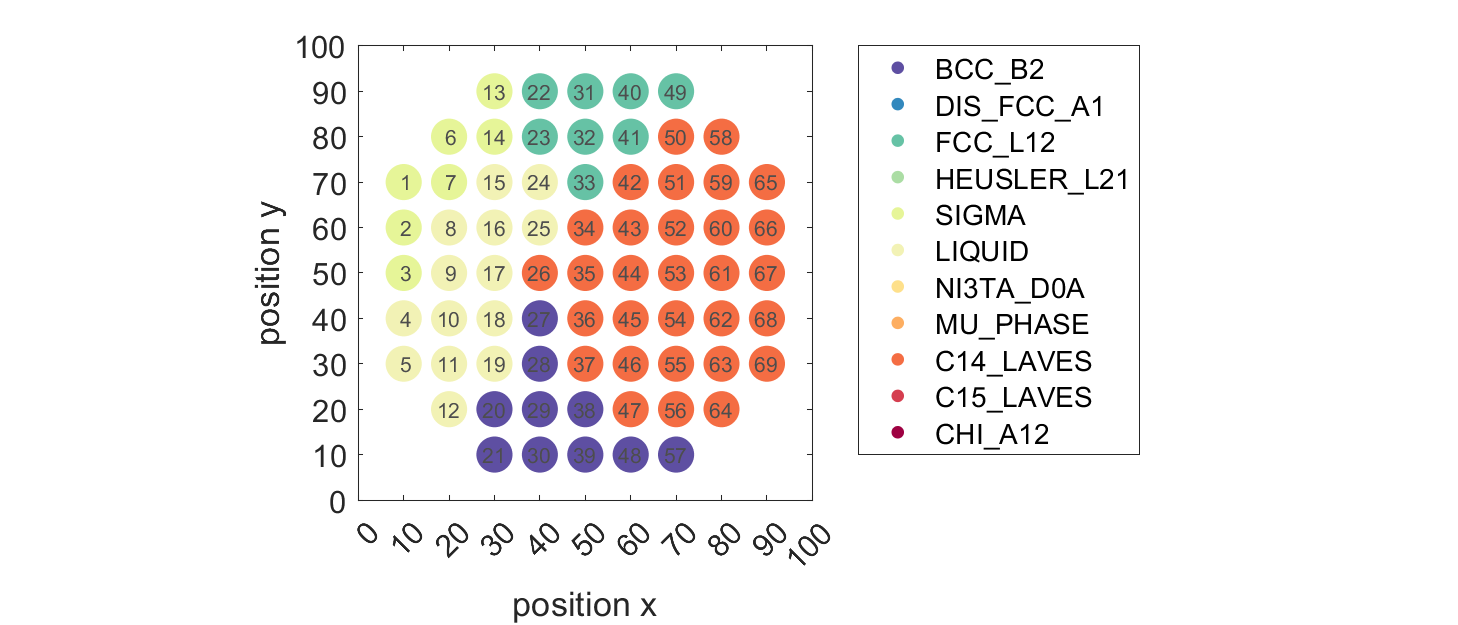 100
90
80
70
60
50
40
30
20
10
0
position y
13 22 31 40 49
6 14 23 32 41 50 58
1 7 15 24 33 42 51 59 65
2 8 16 25 34 43 52 60 66
3 9 17 26 35 44 53 61 67
4 10 18 27 36 45 54 62 68
5 11 19 28 37 46 55 63 69
12 20 29 38 47 56 64
21 30 39 48 57
0 10 20 30 40 50 60 70 80 90 100
position x
BCC_B2
DIS_FCC_A1
FCC_L12
HEUSLER_L21
SIGMA
LIQUID
NI3TA_D0A
MU_PHASE
C14_LAVES
C15_LAVES
CHI_A12